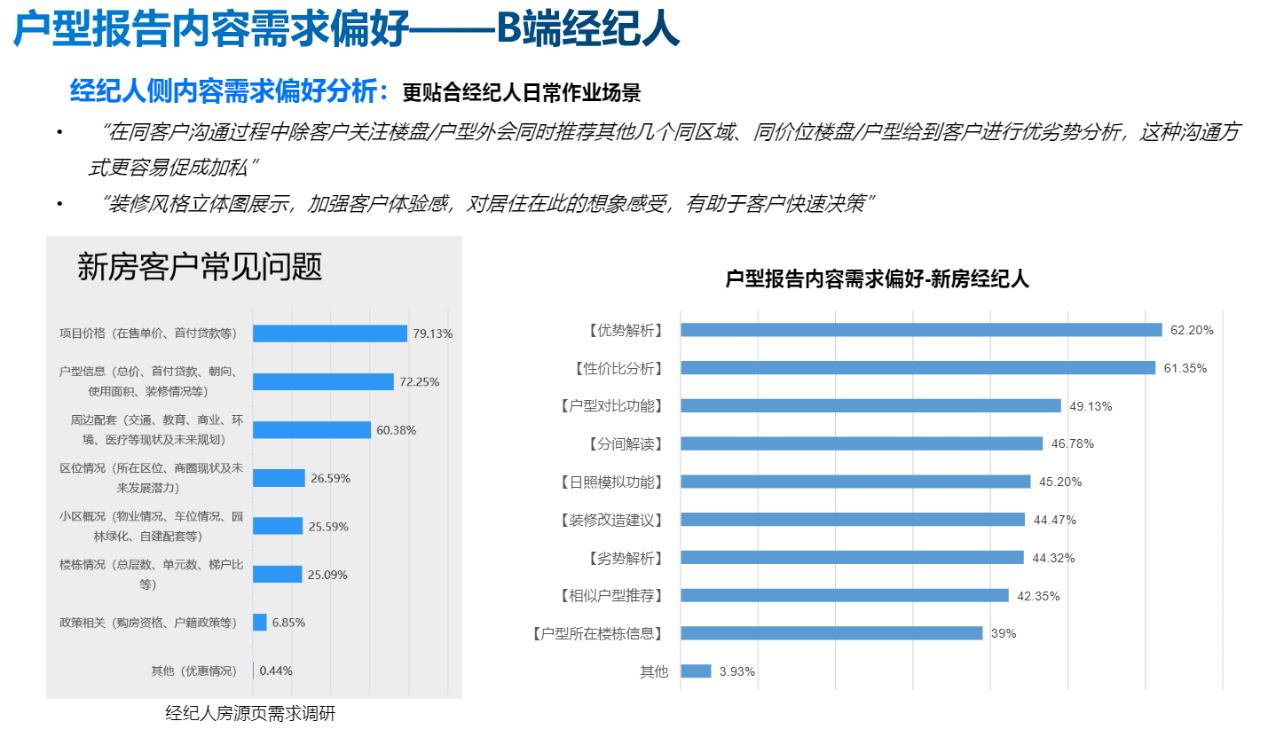 户型报告内容需求偏好——B端经纪人
经纪人侧内容需求偏好分析：更贴合经纪人日常作业场景
• “在同客户沟通过程中除客户关注楼盘/户型外会同时推荐其他几个同区域、同价位楼盘/户型给到客户进行优劣势分析，这种沟通方
式更容易促成加私”
• “装修风格立体图展示，加强客户体验感，对居住在此的想象感受，有助于客户快速决策”
新房客户常见问题
项目价格（在售单价、首付贷款等） 79.13%
户型信息（总价、首付贷款、朝向、
使用面积、装修情况等） 72.25%
周边配套（交通、教育、商业、环
境、医疗等现状及未来规划） 60.38%
区位情况（所在区位、商圈现状及未
来发展潜力） 26.59%
小区概况（物业情况、车位情况、园
林绿化、自建配套等） 25.59%
楼栋情况（总层数、单元数、梯户比
等） 25.09%
政策相关（购房资格、户籍政策等） 6.85%
其他（优惠情况） 0.44%
经纪人房源页需求调研
户型报告内容需求偏好-新房经纪人
【优势解析】 62.20%
【性价比分析】 61.35%
【户型对比功能】 49.13%
【分间解读】 46.78%
【日照模拟功能】 45.20%
【装修改造建议】 44.47%
【劣势解析】 44.32%
【相似户型推荐】 42.35%
【户型所在楼栋信息】 39%
其他 3.93%